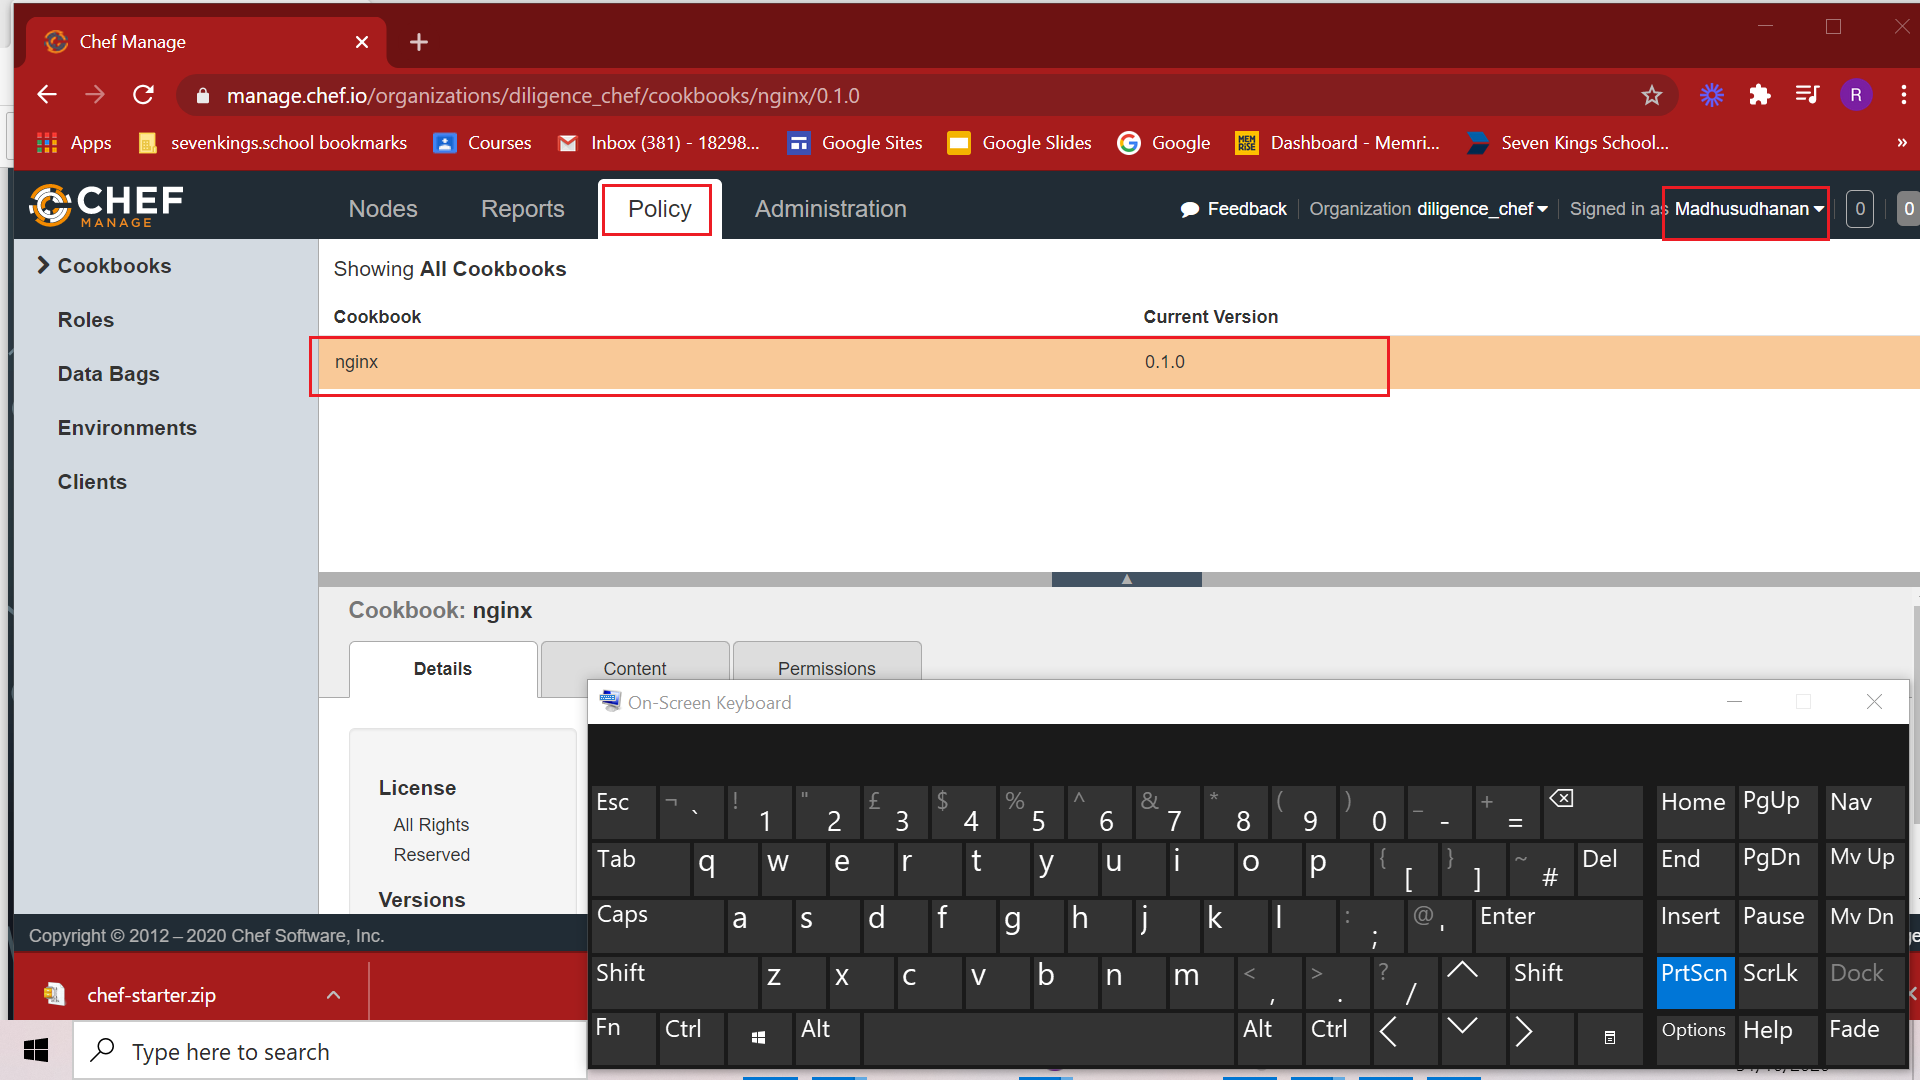 Chef Manage
manage.chef.io/organizations/diligence_chef/cookbooks/nginx/0.1.0
R
Apps sevenkings.school bookmarks Courses Inbox (381) - 18298... Google Sites Google Slides Google MEM RISE Dashboard - Memri... Seven Kings School... »
CHEF
MANAGE
Nodes Reports Policy Administration Feedback Organization diligence_chef Signed in as Madhusudhanan 0 0
Cookbooks
Roles
Data Bags
Environments
Clients
Showing All Cookbooks
Cookbook Current Version
nginx 0.1.0
Cookbook: nginx
Details Content Permissions
License
All Rights
Reserved
Versions
Copyright © 2012 – 2020 Chef Software, Inc.
chef-starter.zip
Type here to search
On-Screen Keyboard
Esc ¬ ` ! 1 " 2 £ 3 $ 4 % 5 ^ 6 & 7 * 8 ( 9 ) 0 _ - + = Home PgUp Nav
Tab q w e r t y u i o p { [ } ] ~ # Del End PgDn Mv Up
Caps a s d f g h j k l : ; @ ' Enter Insert Pause Mv Dn
Shift z x c v b n m < , > . ? / Shift PrtScn ScrLk Dock
Fn Ctrl Alt Alt Ctrl Options Help Fade